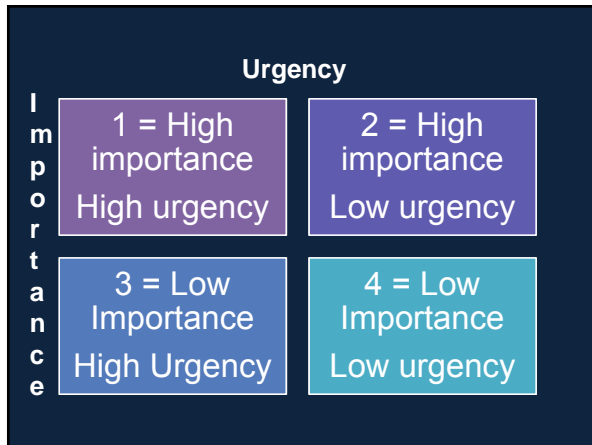 Urgency
Importance
1 = High
importance
High urgency
2 = High
importance
Low urgency
3 = Low
Importance
High Urgency
4 = Low
Importance
Low urgency